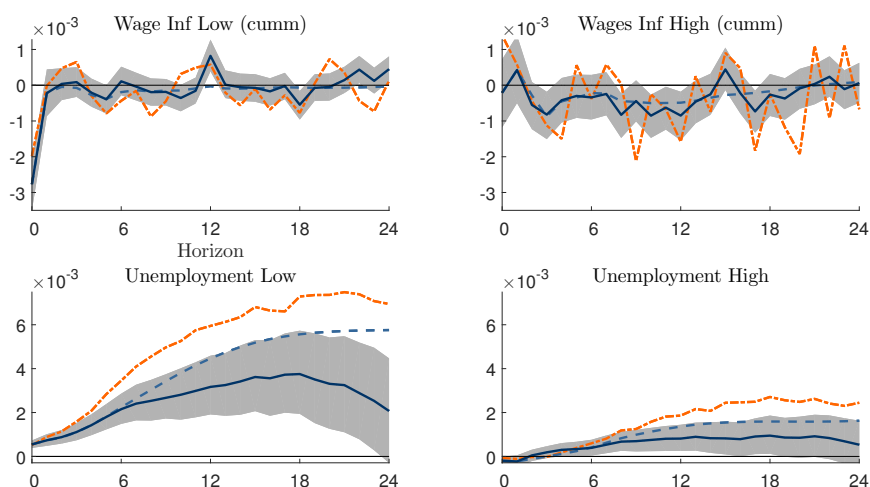 Wage Inf Low (cumm)
×10⁻³
1
0
-1
-2
-3
0 6 12 18 24
Horizon
Wages Inf High (cumm)
×10⁻³
1
0
-1
-2
-3
0 6 12 18 24
Unemployment Low
×10⁻³
6
4
2
0
0 6 12 18 24
Unemployment High
×10⁻³
6
4
2
0
0 6 12 18 24